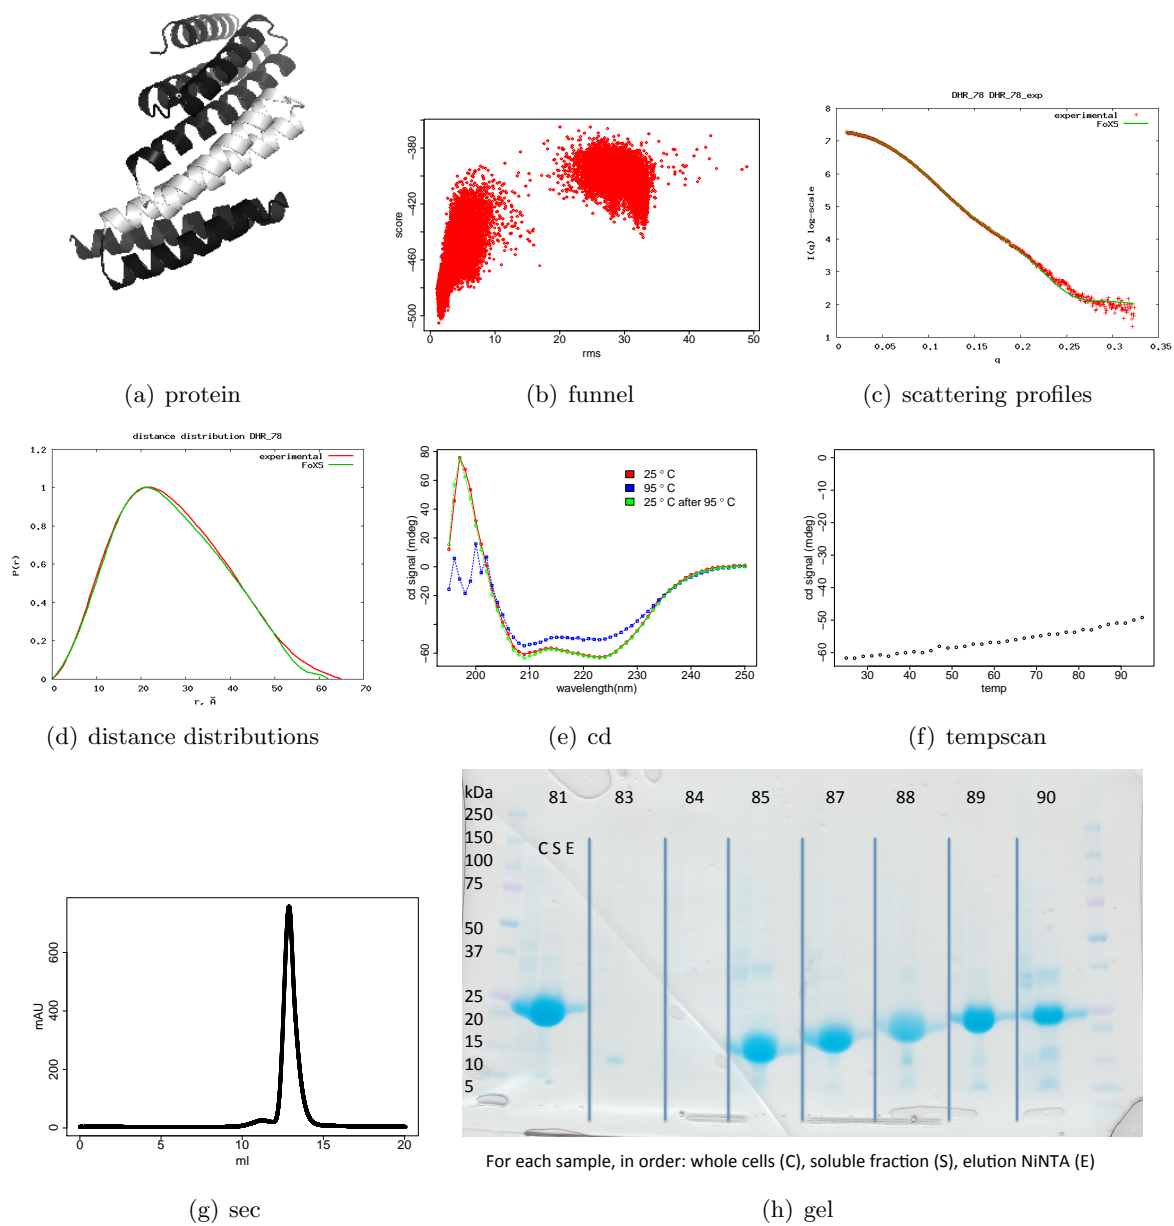 (a) protein
-380
-420
-460
-500
score
0
10
20
30
40
50
rms
(b) funnel
DHR_78 DHR_78_exp
experimental
FoXS
8
7
6
5
4
3
2
1
I(q) log-scale
0
0.05
0.1
0.15
0.2
0.25
0.3
0.35
q
(c) scattering profiles
distance distribution DHR_78
experimental
FoXS
1.2
1
0.8
0.6
0.4
0.2
0
P(r)
0
10
20
30
40
50
60
70
r, Å
(d) distance distributions
80
60
40
20
0
-20
-60
cd signal (mdeg)
25 ° C
95 ° C
25 ° C after 95 ° C
200
210
220
230
240
250
wavelength(nm)
(e) cd
0
-10
-20
-30
-40
-50
-60
cd signal (mdeg)
30
40
50
60
70
80
90
temp
(f) tempscan
600
400
200
0
mAU
0
5
10
15
20
ml
(g) sec
kDa
250
150
100
75
50
37
25
20
15
10
5
81 83 84 85 87 88 89 90
C S E
For each sample, in order: whole cells (C), soluble fraction (S), elution NiNTA (E)
(h) gel